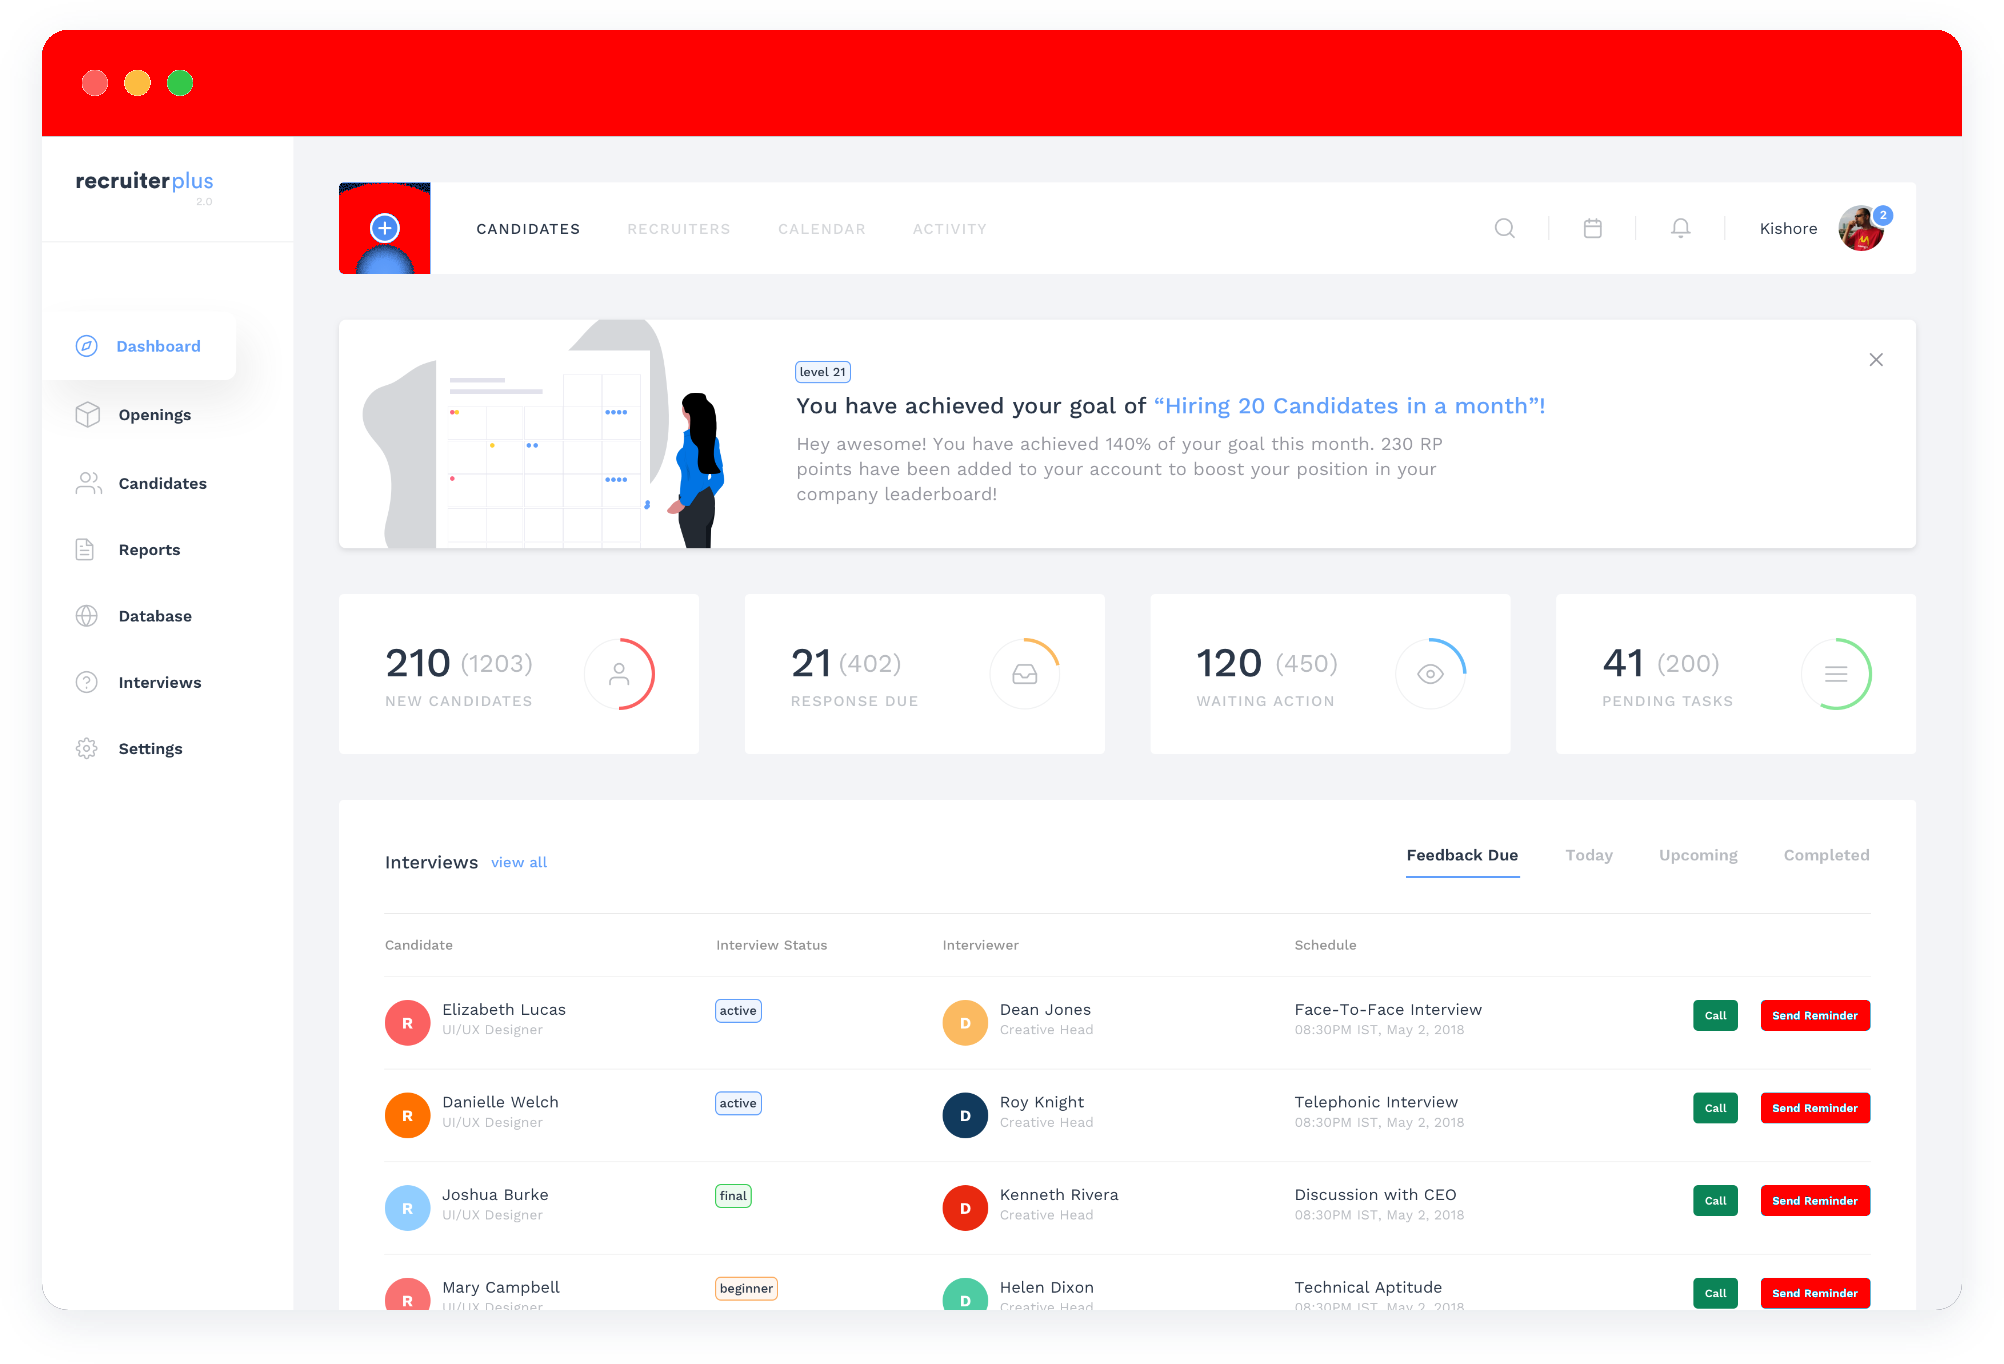 recruiterplus
2.0
CANDIDATES RECRUITERS CALENDAR ACTIVITY Kishore 2
Dashboard
Openings
Candidates
Reports
Database
Interviews
Settings
level 21
You have achieved your goal of “Hiring 20 Candidates in a month”!
Hey awesome! You have achieved 140% of your goal this month. 230 RP
points have been added to your account to boost your position in your
company leaderboard!
210 (1203)
NEW CANDIDATES
21 (402)
RESPONSE DUE
120 (450)
WAITING ACTION
41 (200)
PENDING TASKS
Interviews view all
Feedback Due Today Upcoming Completed
Candidate Interview Status Interviewer Schedule
R Elizabeth Lucas active D Dean Jones Face-To-Face Interview Call Send Reminder
UI/UX Designer Creative Head 08:30PM IST, May 2, 2018
R Danielle Welch active D Roy Knight Telephonic Interview Call Send Reminder
UI/UX Designer Creative Head 08:30PM IST, May 2, 2018
R Joshua Burke final D Kenneth Rivera Discussion with CEO Call Send Reminder
UI/UX Designer Creative Head 08:30PM IST, May 2, 2018
R Mary Campbell beginner D Helen Dixon Technical Aptitude Call Send Reminder
UI/UX Designer Creative Head 08:30PM IST, May 2, 2018